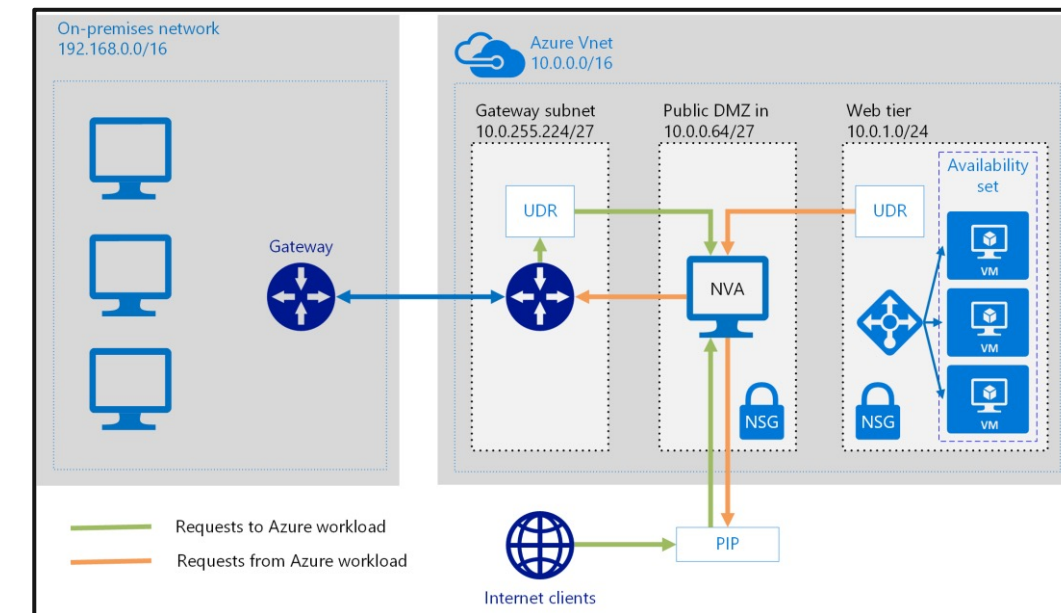 On-premises network
192.168.0.0/16
Azure Vnet
10.0.0.0/16
Gateway subnet
10.0.255.224/27
Public DMZ in
10.0.0.64/27
Web tier
10.0.1.0/24
Availability
set
UDR
UDR
Gateway
NVA
VM
VM
VM
NSG
NSG
Requests to Azure workload
Requests from Azure workload
PIP
Internet clients